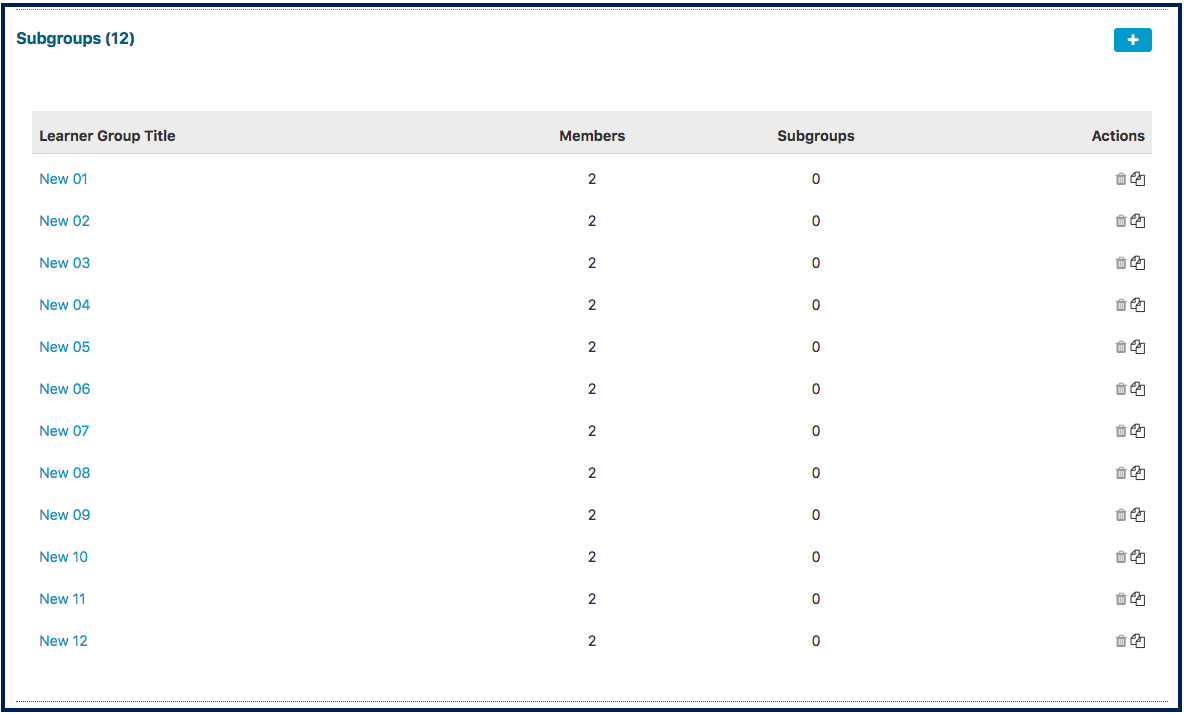 Subgroups (12)
Learner Group Title Members Subgroups Actions
New 01 2 0
New 02 2 0
New 03 2 0
New 04 2 0
New 05 2 0
New 06 2 0
New 07 2 0
New 08 2 0
New 09 2 0
New 10 2 0
New 11 2 0
New 12 2 0